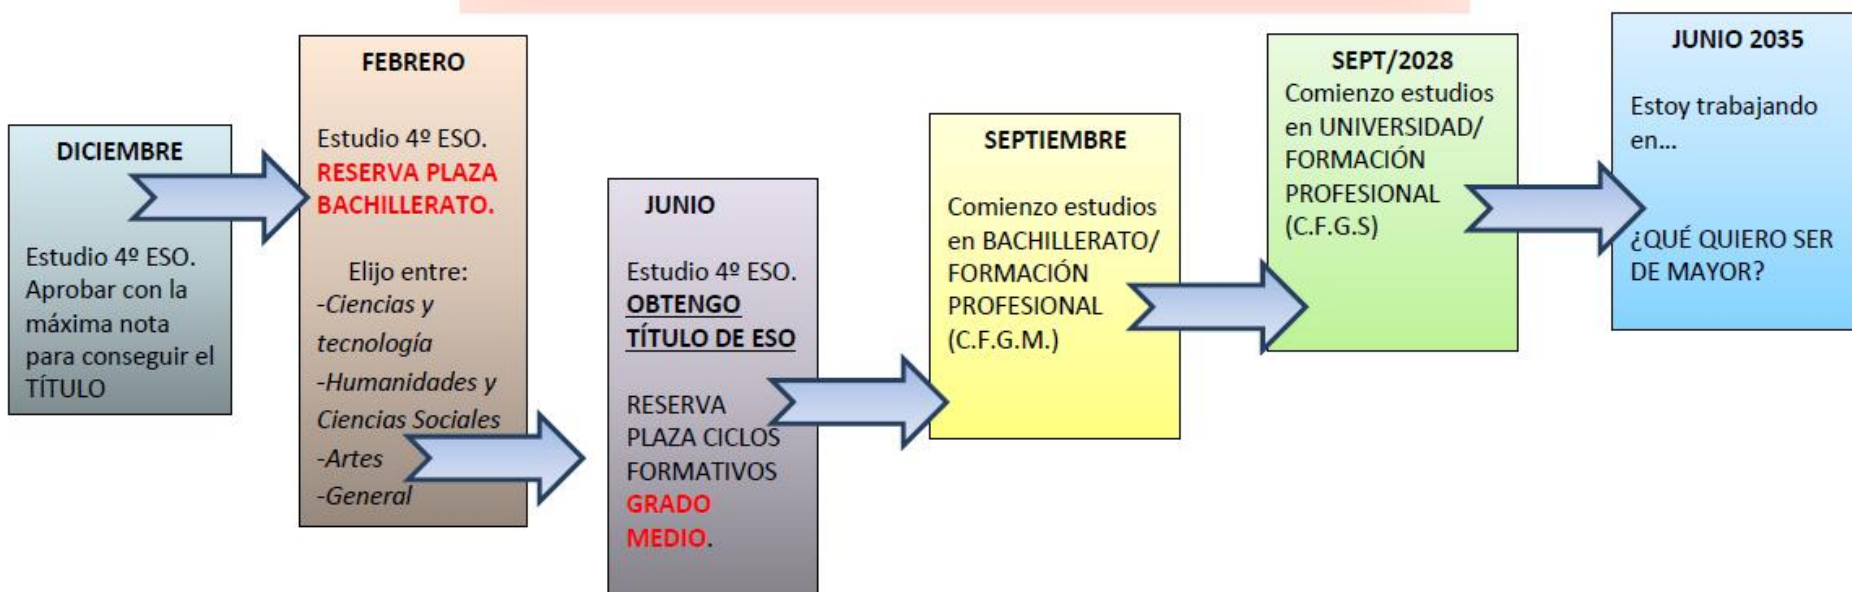 DICIEMBRE
Estudio 4º ESO.
Aprobar con la
máxima nota
para conseguir el
TÍTULO
FEBRERO
Estudio 4º ESO.
RESERVA PLAZA
BACHILLERATO.
Elijo entre:
-Ciencias y
tecnología
-Humanidades y
Ciencias Sociales
-Artes
-General
JUNIO
Estudio 4º ESO.
OBTENGO
TÍTULO DE ESO
RESERVA
PLAZA CICLOS
FORMATIVOS
GRADO
MEDIO.
SEPTIEMBRE
Comienzo estudios
en BACHILLERATO/
FORMACIÓN
PROFESIONAL
(C.F.G.M.)
SEPT/2028
Comienzo estudios
en UNIVERSIDAD/
FORMACIÓN
PROFESIONAL
(C.F.G.S)
JUNIO 2035
Estoy trabajando
en...
¿QUÉ QUIERO SER
DE MAYOR?